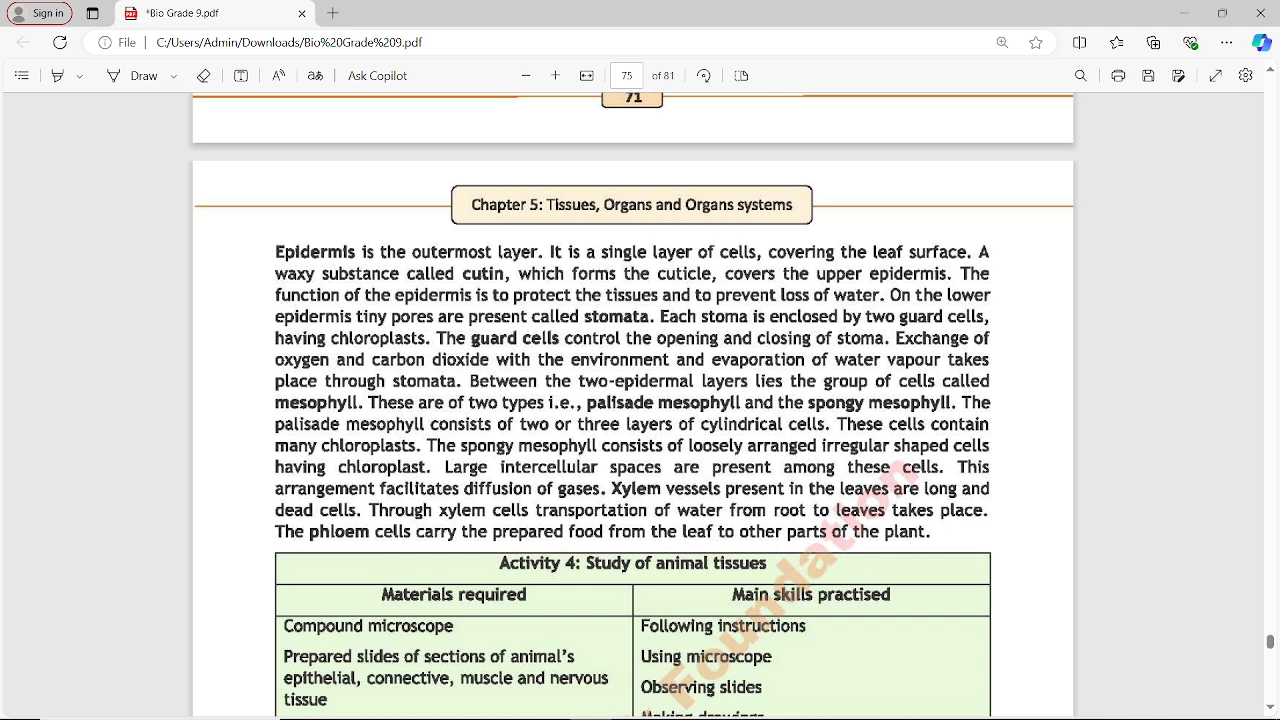 Sign in
*Bio Grade 9.pdf
File
C:/Users/Admin/Downloads/Bio%20Grade%209.pdf
Draw
Ask Copilot
75
of 81
71
Chapter 5: Tissues, Organs and Organs systems
Epidermis is the outermost layer. It is a single layer of cells, covering the leaf surface. A
waxy substance called cutin, which forms the cuticle, covers the upper epidermis. The
function of the epidermis is to protect the tissues and to prevent loss of water. On the lower
epidermis tiny pores are present called stomata. Each stoma is enclosed by two guard cells,
having chloroplasts. The guard cells control the opening and closing of stoma. Exchange of
oxygen and carbon dioxide with the environment and evaporation of water vapour takes
place through stomata. Between the two-epidermal layers lies the group of cells called
mesophyll. These are of two types i.e., palisade mesophyll and the spongy mesophyll. The
palisade mesophyll consists of two or three layers of cylindrical cells. These cells contain
many chloroplasts. The spongy mesophyll consists of loosely arranged irregular shaped cells
having chloroplast. Large intercellular spaces are present among these cells. This
arrangement facilitates diffusion of gases. Xylem vessels present in the leaves are long and
dead cells. Through xylem cells transportation of water from root to leaves takes place.
The phloem cells carry the prepared food from the leaf to other parts of the plant.
Activity 4: Study of animal tissues
Materials required
Main skills practised
Compound microscope
Following instructions
Prepared slides of sections of animal's
epithelial, connective, muscle and nervous
tissue
Using microscope
Observing slides
Making drawings
Foundation